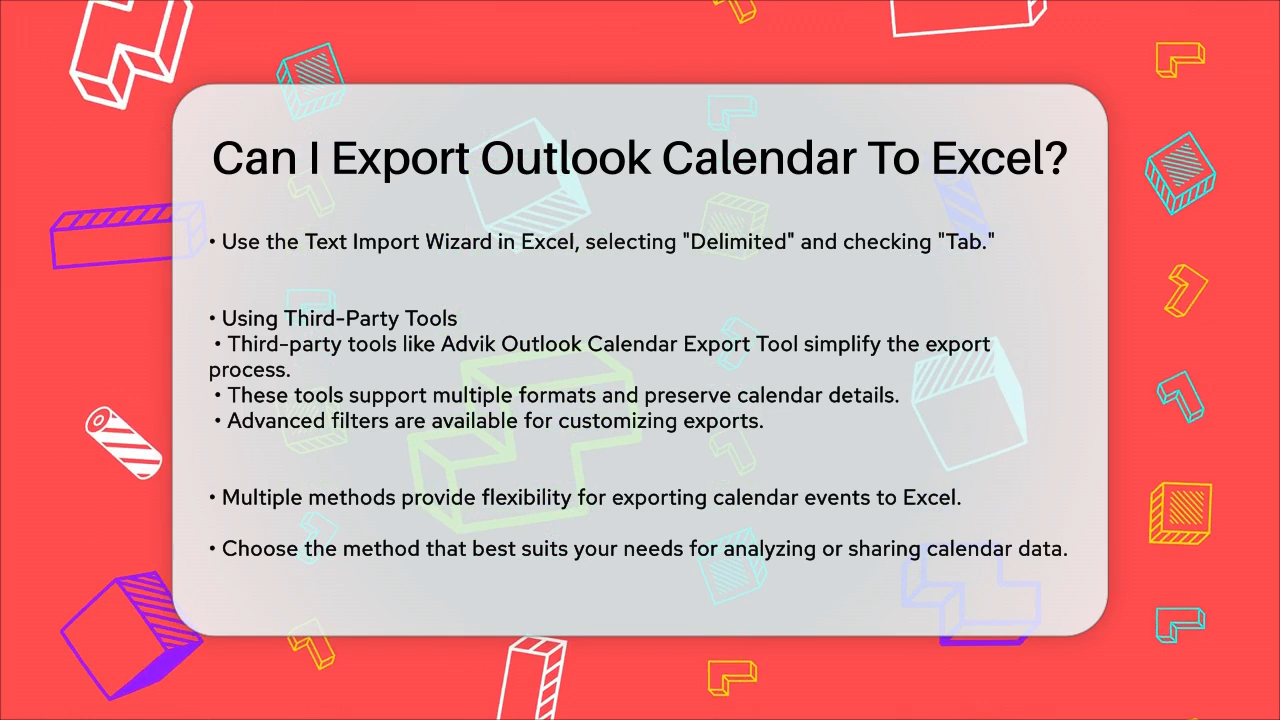 Can I Export Outlook Calendar To Excel?
• Use the Text Import Wizard in Excel, selecting "Delimited" and checking "Tab."
• Using Third-Party Tools
• Third-party tools like Advik Outlook Calendar Export Tool simplify the export
process.
• These tools support multiple formats and preserve calendar details.
• Advanced filters are available for customizing exports.
• Multiple methods provide flexibility for exporting calendar events to Excel.
• Choose the method that best suits your needs for analyzing or sharing calendar data.